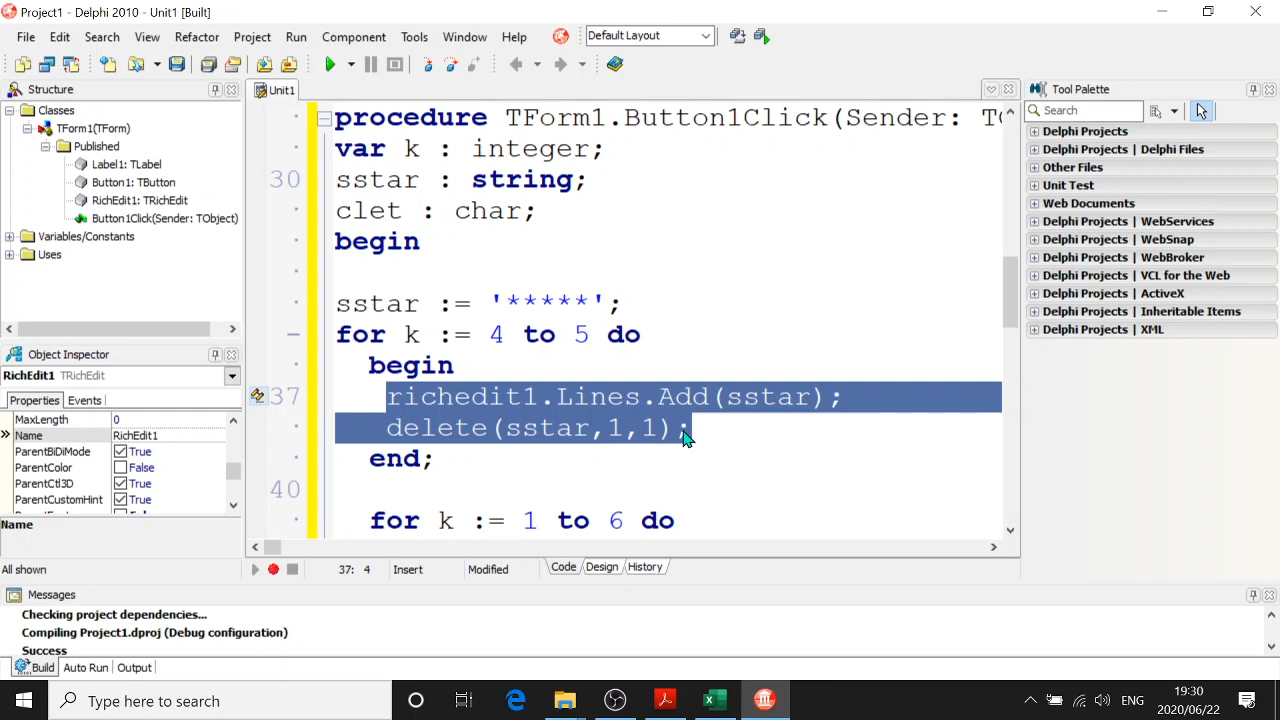 Project1 - Delphi 2010 - Unit1 [Built]
File Edit Search View Refactor Project Run Component Tools Window Help Default Layout
Structure
Classes
TForm1(TForm)
Published
Label1: TLabel
Button1: TButton
RichEdit1: TRichEdit
Button1Click(Sender: TObject)
Variables/Constants
Uses
Object Inspector
RichEdit1 TRichEdit
Properties Events
MaxLength 0
Name RichEdit1
ParentBiDiMode True
ParentColor False
ParentCtl3D True
ParentCustomHint True
Name
All shown
Unit1
procedure TForm1.Button1Click(Sender: TO
var k : integer;
30 sstar : string;
clet : char;
begin
sstar := '*****';
for k := 4 to 5 do
begin
37 richedit1.Lines.Add(sstar);
delete(sstar,1,1);
end;
40
for k := 1 to 6 do
37: 4 Insert Modified Code Design History
Tool Palette
Search
Delphi Projects
Delphi Projects | Delphi Files
Other Files
Unit Test
Web Documents
Delphi Projects | WebServices
Delphi Projects | WebSnap
Delphi Projects | WebBroker
Delphi Projects | VCL for the Web
Delphi Projects | ActiveX
Delphi Projects | Inheritable Items
Delphi Projects | XML
Messages
Checking project dependencies...
Compiling Project1.dproj (Debug configuration)
Success
Build Auto Run Output
Type here to search
ENG
19:30
2020/06/22